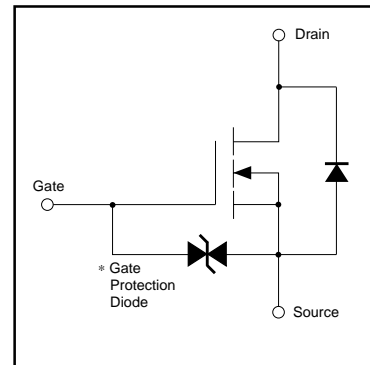 Drain
Gate
* Gate
Protection
Diode
Source